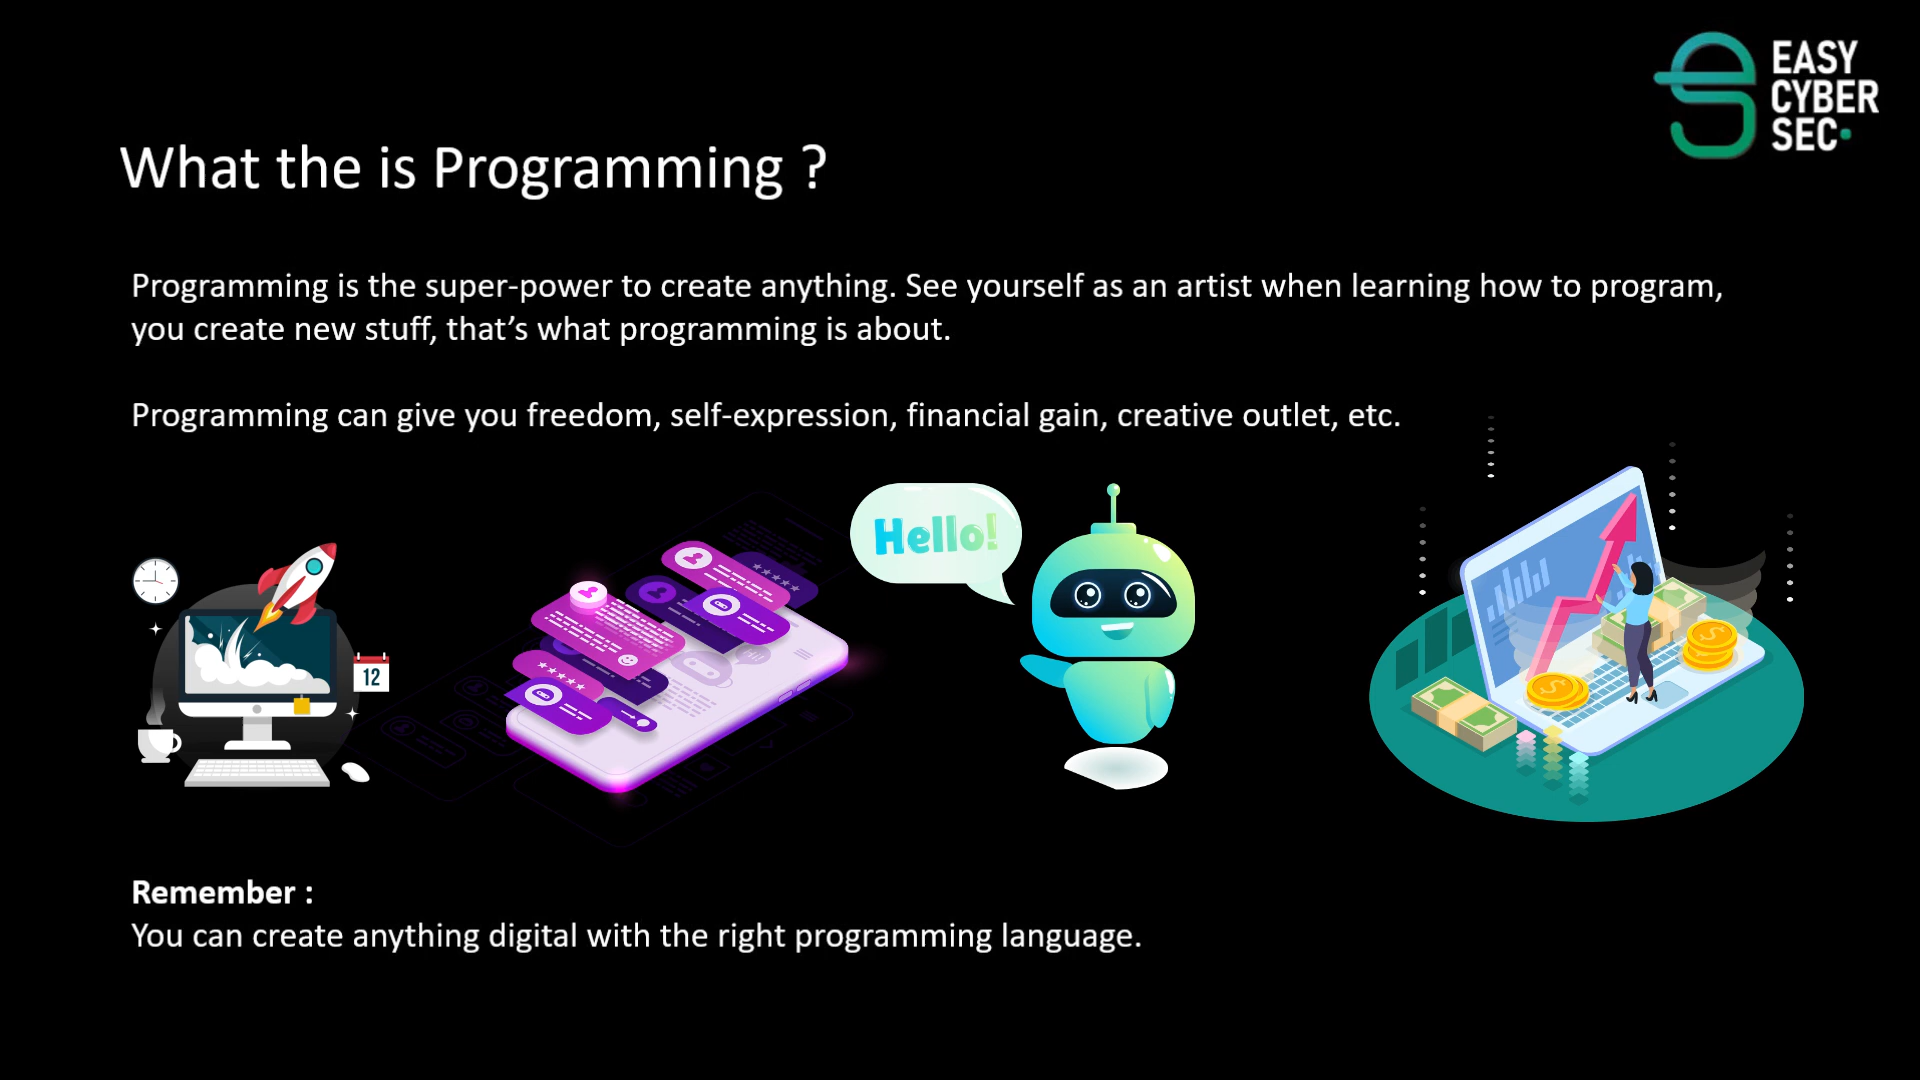 EASY
CYBER
SEC
What the is Programming ?
Programming is the super-power to create anything. See yourself as an artist when learning how to program,
you create new stuff, that’s what programming is about.
Programming can give you freedom, self-expression, financial gain, creative outlet, etc.
Hello!
12
Remember :
You can create anything digital with the right programming language.